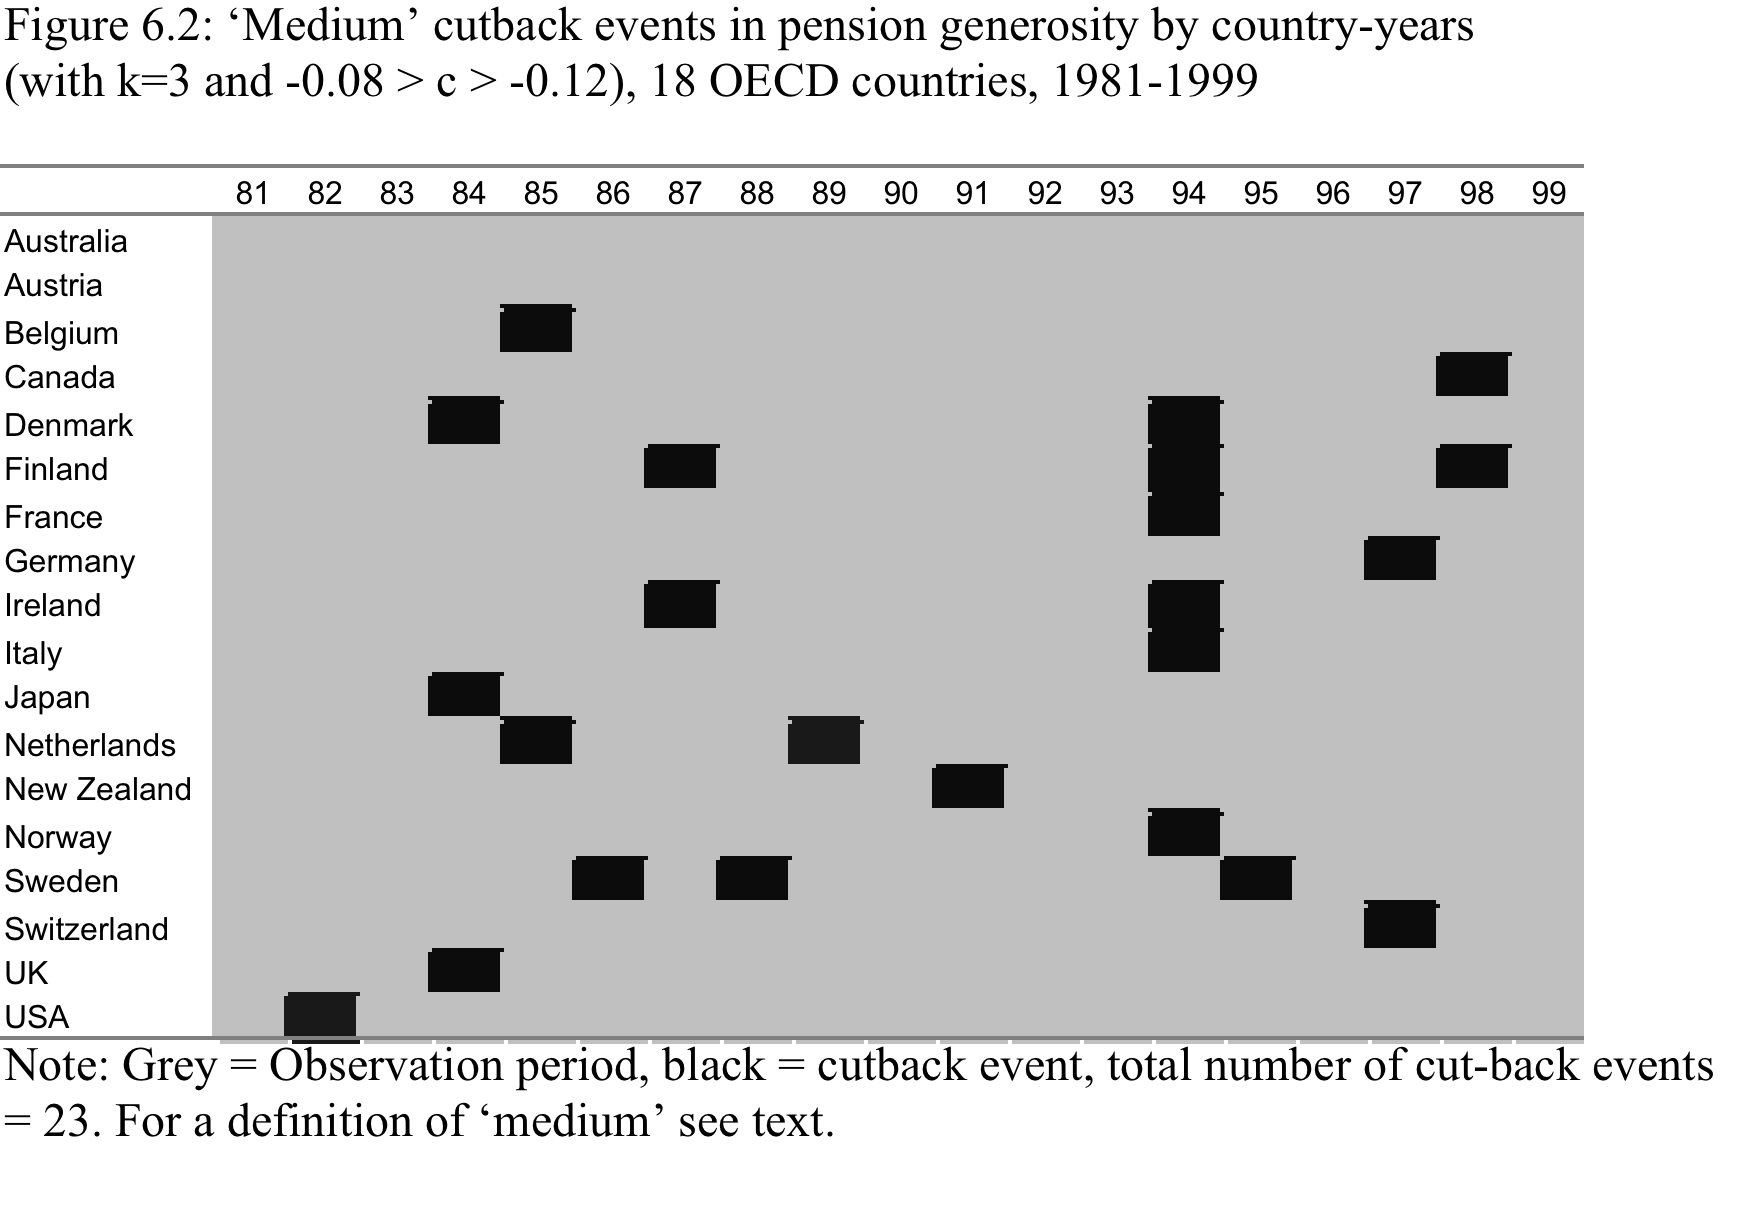 Figure 6.2: ‘Medium’ cutback events in pension generosity by country-years
(with k=3 and -0.08 > c > -0.12), 18 OECD countries, 1981-1999
81 82 83 84 85 86 87 88 89 90 91 92 93 94 95 96 97 98 99
Australia
Austria
Belgium
Canada
Denmark
Finland
France
Germany
Ireland
Italy
Japan
Netherlands
New Zealand
Norway
Sweden
Switzerland
UK
USA
Note: Grey = Observation period, black = cutback event, total number of cut-back events
= 23. For a definition of ‘medium’ see text.